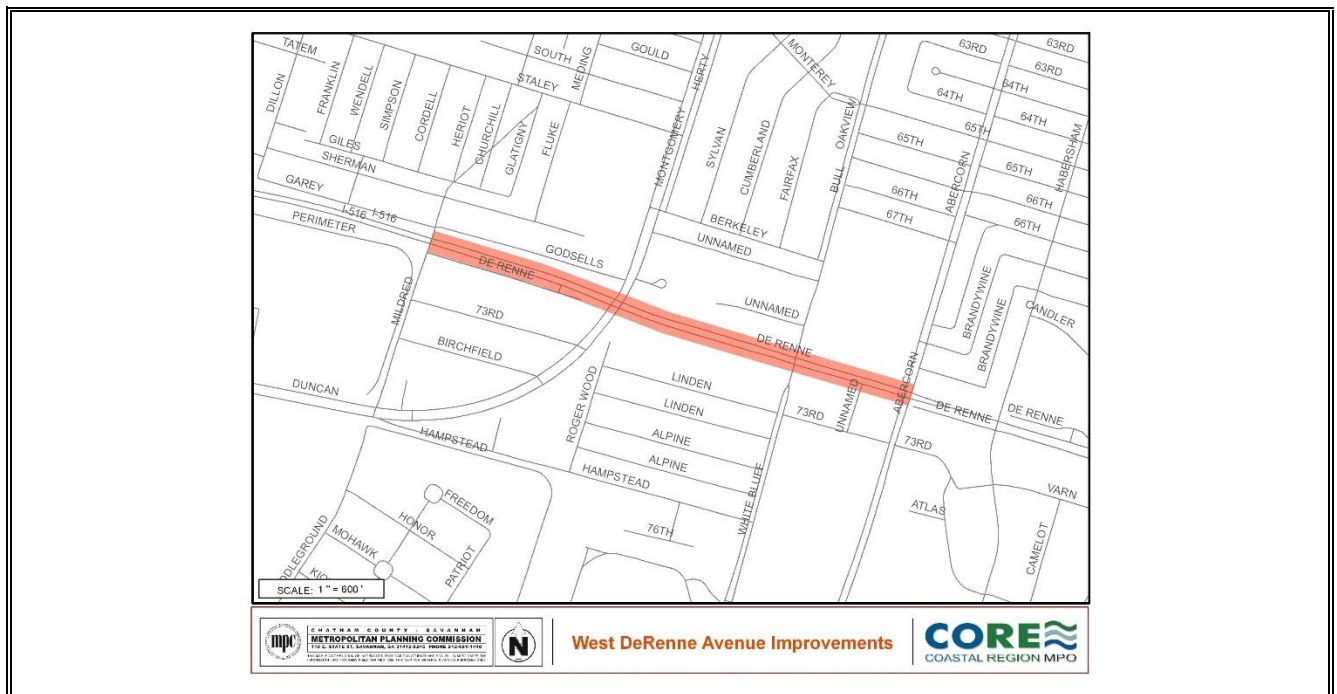 TATEM
SOUTH
GOULD
MONTEREY
63RD
63RD
63RD
DILLON
FRANKLIN
WENDELL
SIMPSON
CORDELL
HERIOT
CHURCHILL
GLATIGNY
FLUKE
STALEY
MEDING
HERTY
MONTGOMERY
SYLVAN
CUMBERLAND
FAIRFAX
BULL
OAKVIEW
64TH
64TH
64TH
65TH
65TH
65TH
66TH
66TH
66TH
67TH
ABERCORN
HABERSHAM
GILES
SHERMAN
GAREY
I-516
I-516
PERIMETER
BERKELEY
UNNAMED
GODSELLS
DE RENNE
UNNAMED
DE RENNE
BRANDYWINE
BRANDYWINE
CANDLER
MILDRED
73RD
BIRCHFIELD
DUNCAN
ROGER WOOD
LINDEN
LINDEN
ALPINE
ALPINE
HAMPSTEAD
HAMPSTEAD
73RD
UNNAMED
ABERCORN
DE RENNE
DE RENNE
73RD
VARN
ATLAS
CAMELOT
WHITE BLUFF
76TH
FREEDOM
HONOR
MOHAWK
PATRIOT
SCALE: 1 " = 600 '
mpc
CHATHAM COUNTY - SAVANNAH
METROPOLITAN PLANNING COMMISSION
N
West DeRenne Avenue Improvements
CORE
COASTAL REGION MPO